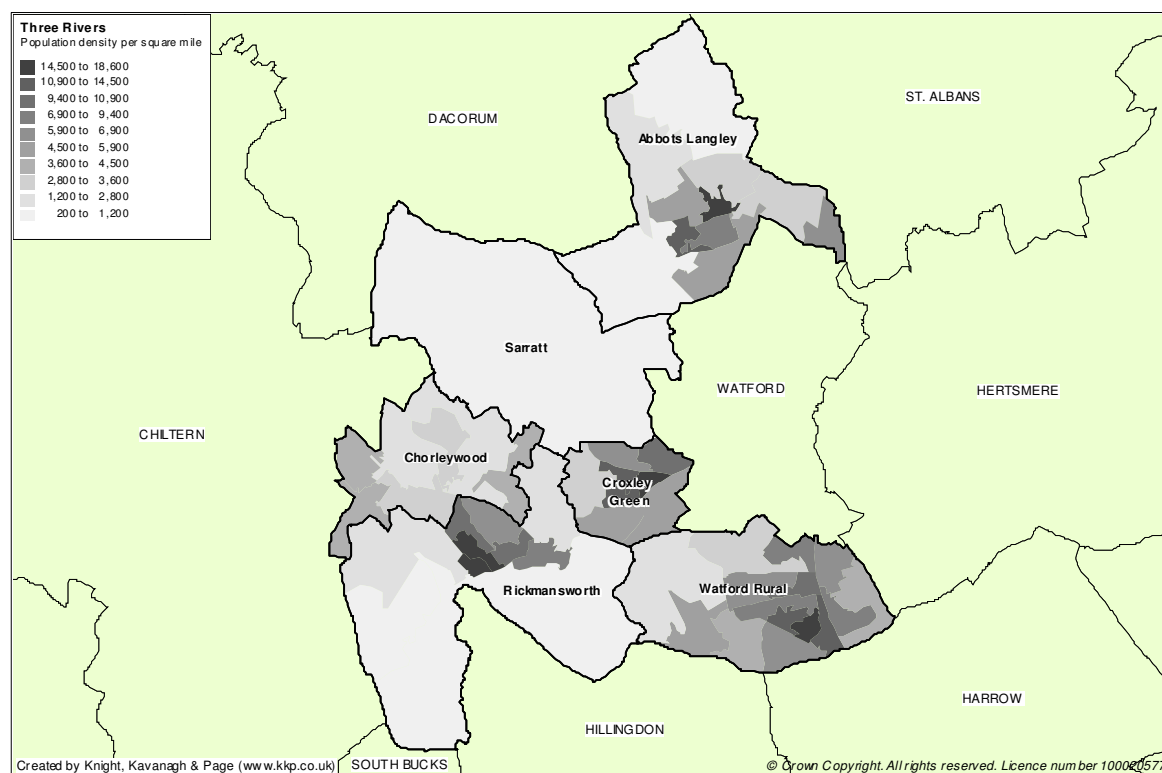 Three Rivers
Population density per square mile
14,500 to 18,600
10,900 to 14,500
9,400 to 10,900
6,900 to 9,400
5,900 to 6,900
4,500 to 5,900
3,600 to 4,500
2,800 to 3,600
1,200 to 2,800
200 to 1,200
ST. ALBANS
DACORUM
Abbots Langley
Sarratt
WATFORD
HERTSMERE
CHILTERN
Chorleywood
Croxley
Green
Rickmansworth
Watford Rural
HARROW
HILLINGDON
SOUTH BUCKS
Created by Knight, Kavanagh & Page (www.kkp.co.uk)
© Crown Copyright. All rights reserved. Licence number 100020577